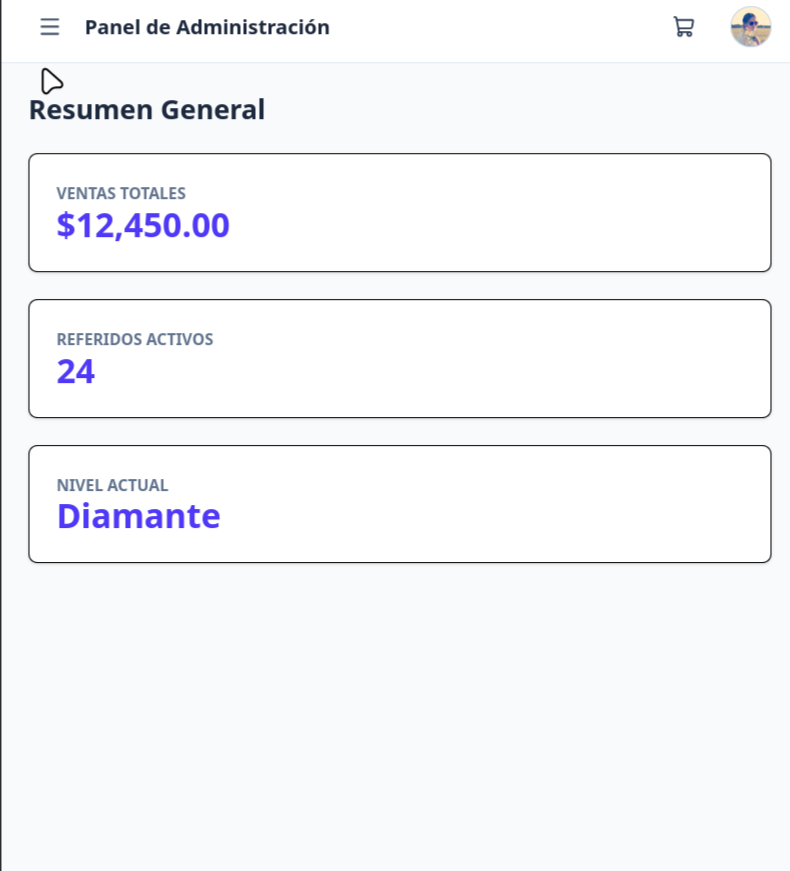 Panel de Administración
Resumen General
VENTAS TOTALES
$12,450.00
REFERIDOS ACTIVOS
24
NIVEL ACTUAL
Diamante